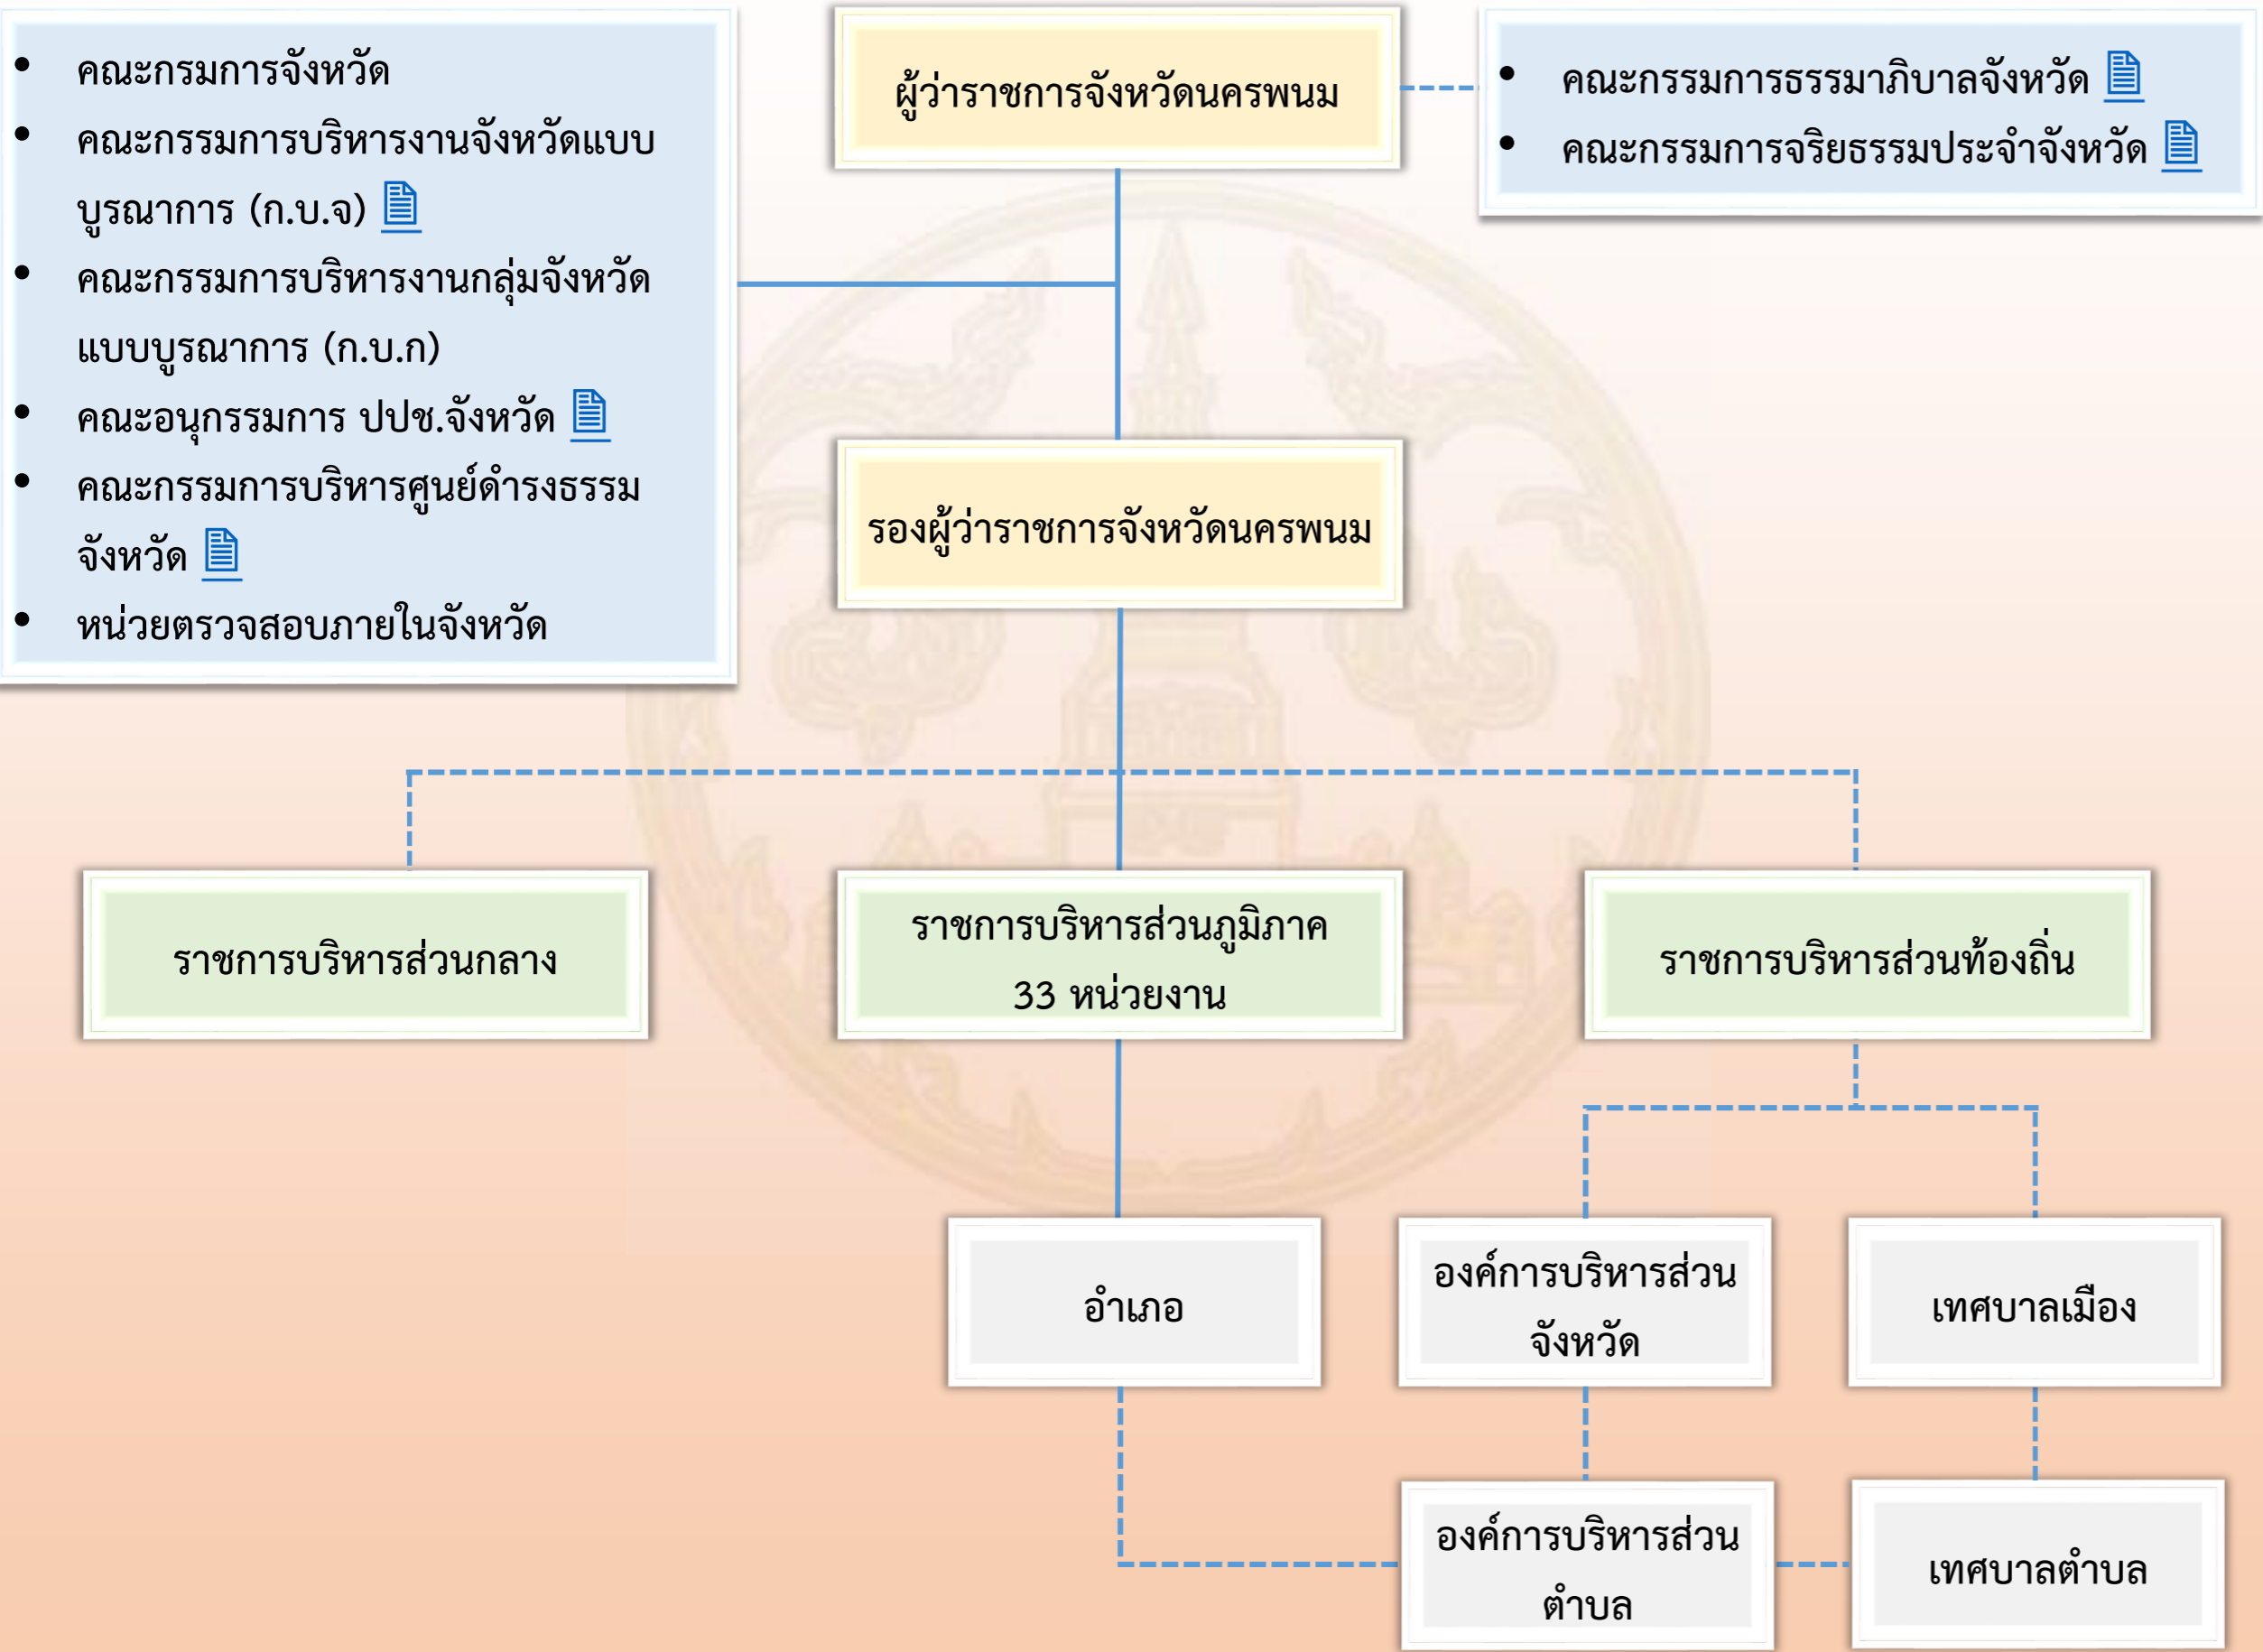 • คณะกรมการจังหวัด
• คณะกรรมการบริหารงานจังหวัดแบบ
บูรณาการ (ก.บ.จ)
• คณะกรรมการบริหารงานกลุ่มจังหวัด
แบบบูรณาการ (ก.บ.ก)
• คณะอนุกรรมการ ปปช.จังหวัด
• คณะกรรมการบริหารศูนย์ดำรงธรรม
จังหวัด
• หน่วยตรวจสอบภายในจังหวัด
ผู้ว่าราชการจังหวัดนครพนม
• คณะกรรมการธรรมาภิบาลจังหวัด
• คณะกรรมการจริยธรรมประจำจังหวัด
รองผู้ว่าราชการจังหวัดนครพนม
ราชการบริหารส่วนกลาง
ราชการบริหารส่วนภูมิภาค
33 หน่วยงาน
ราชการบริหารส่วนท้องถิ่น
อำเภอ
องค์การบริหารส่วน
จังหวัด
เทศบาลเมือง
องค์การบริหารส่วน
ตำบล
เทศบาลตำบล